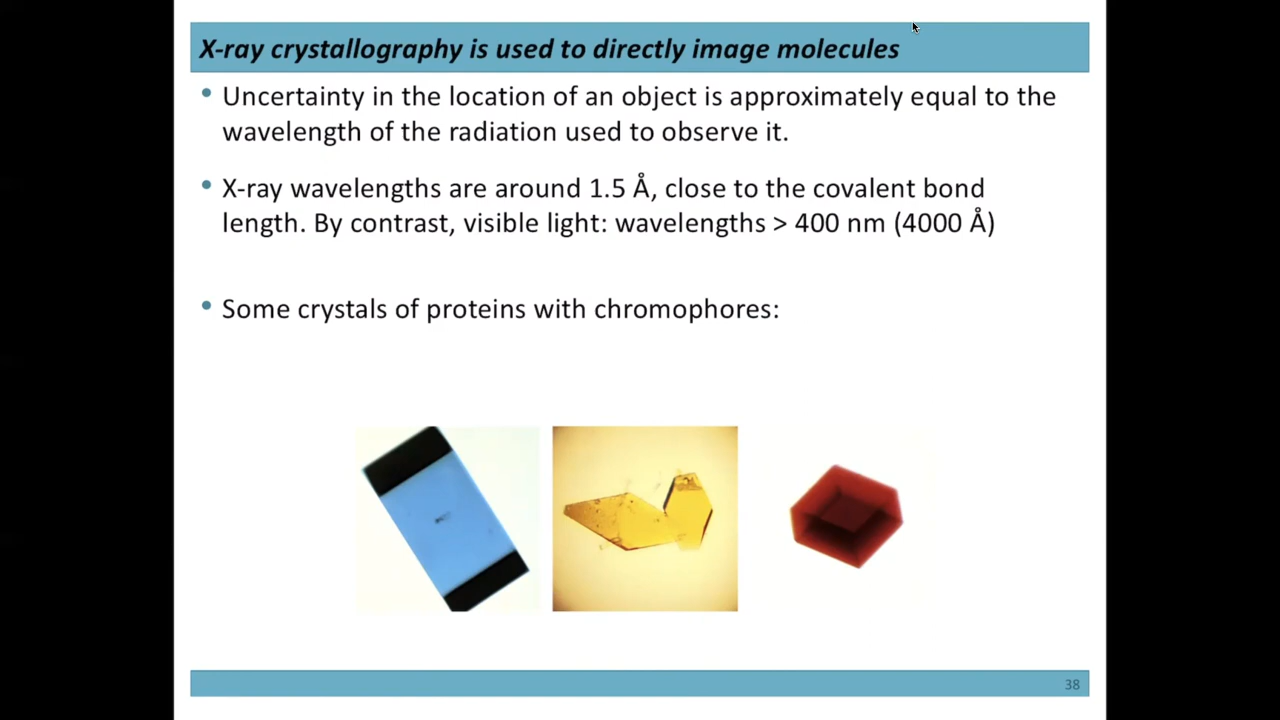 X-ray crystallography is used to directly image molecules
• Uncertainty in the location of an object is approximately equal to the
wavelength of the radiation used to observe it.
• X-ray wavelengths are around 1.5 Å, close to the covalent bond
length. By contrast, visible light: wavelengths > 400 nm (4000 Å)
• Some crystals of proteins with chromophores:
38